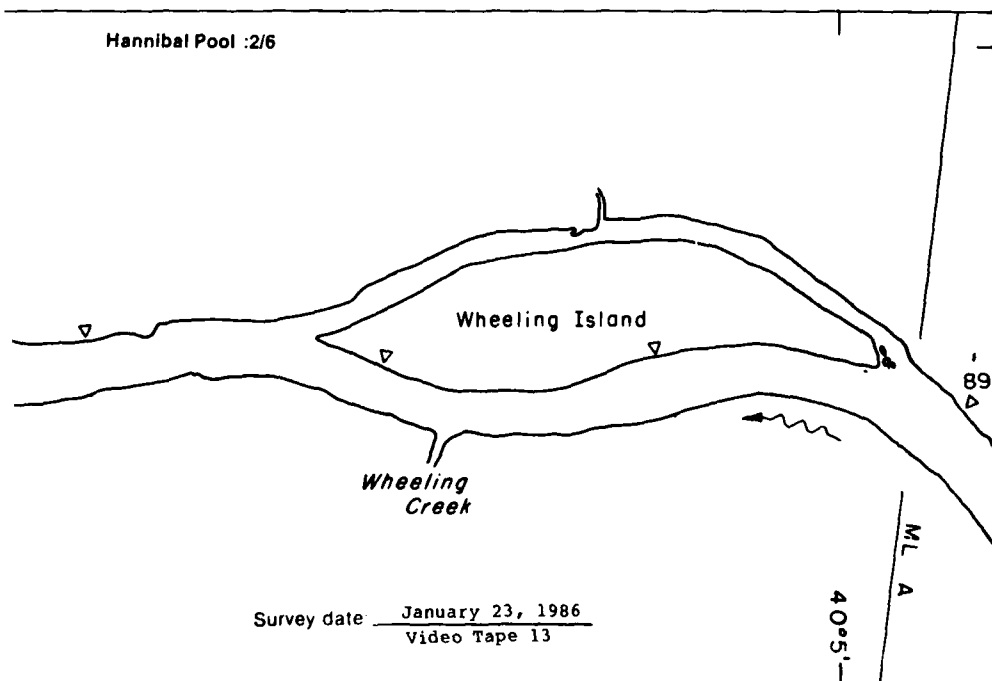 Hannibal Pool :2/6
Wheeling Island
89
Wheeling
Creek
ML A
40°5'
Survey date January 23, 1986
Video Tape 13